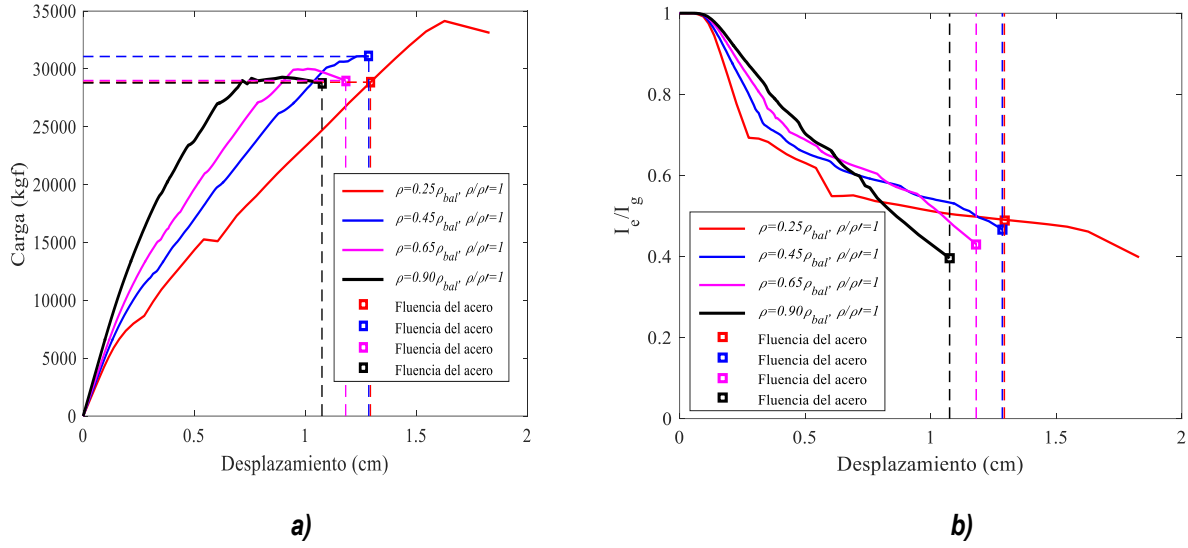 35000
30000
25000
20000
15000
10000
5000
0
Carga (kgf)
0
0.5
1
1.5
2
Desplazamiento (cm)
ρ=0.25ρbal, ρ/ρ′=1
ρ=0.45ρbal, ρ/ρ′=1
ρ=0.65ρbal, ρ/ρ′=1
ρ=0.90ρbal, ρ/ρ′=1
Fluencia del acero
Fluencia del acero
Fluencia del acero
Fluencia del acero
a)
1
0.8
0.6
0.4
0.2
0
Ie/Ig
0
0.5
1
1.5
2
Desplazamiento (cm)
ρ=0.25ρbal, ρ/ρ′=1
ρ=0.45ρbal, ρ/ρ′=1
ρ=0.65ρbal, ρ/ρ′=1
ρ=0.90ρbal, ρ/ρ′=1
Fluencia del acero
Fluencia del acero
Fluencia del acero
Fluencia del acero
b)